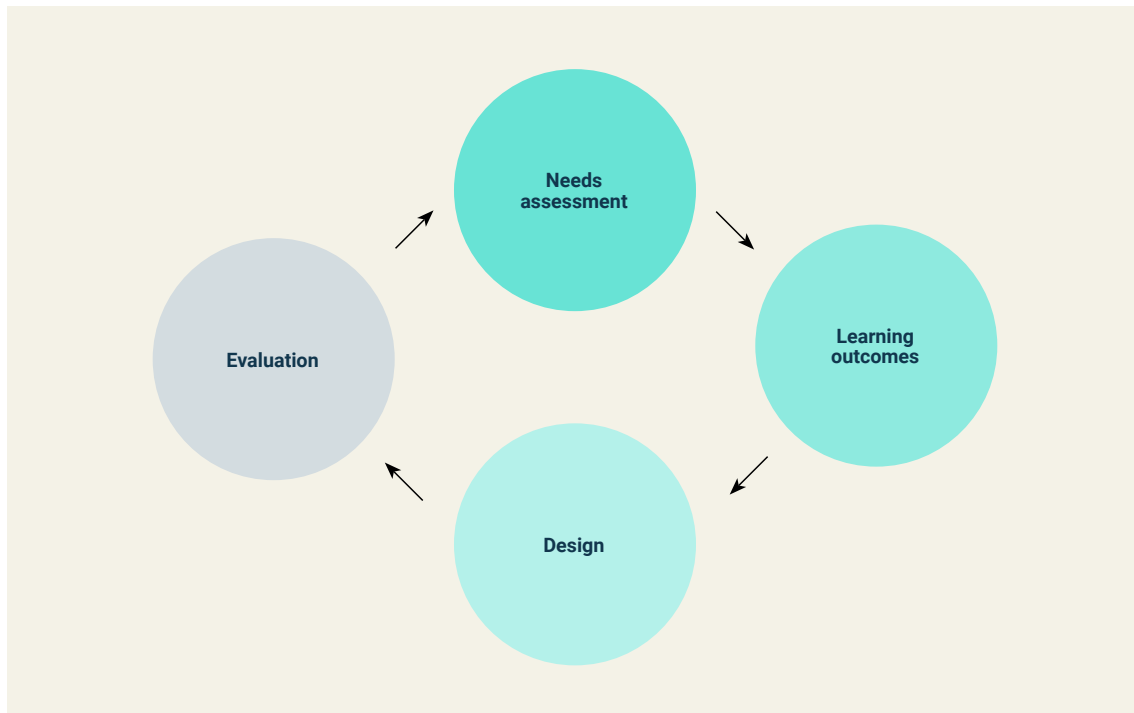 Needs
assessment
Learning
outcomes
Evaluation
Design